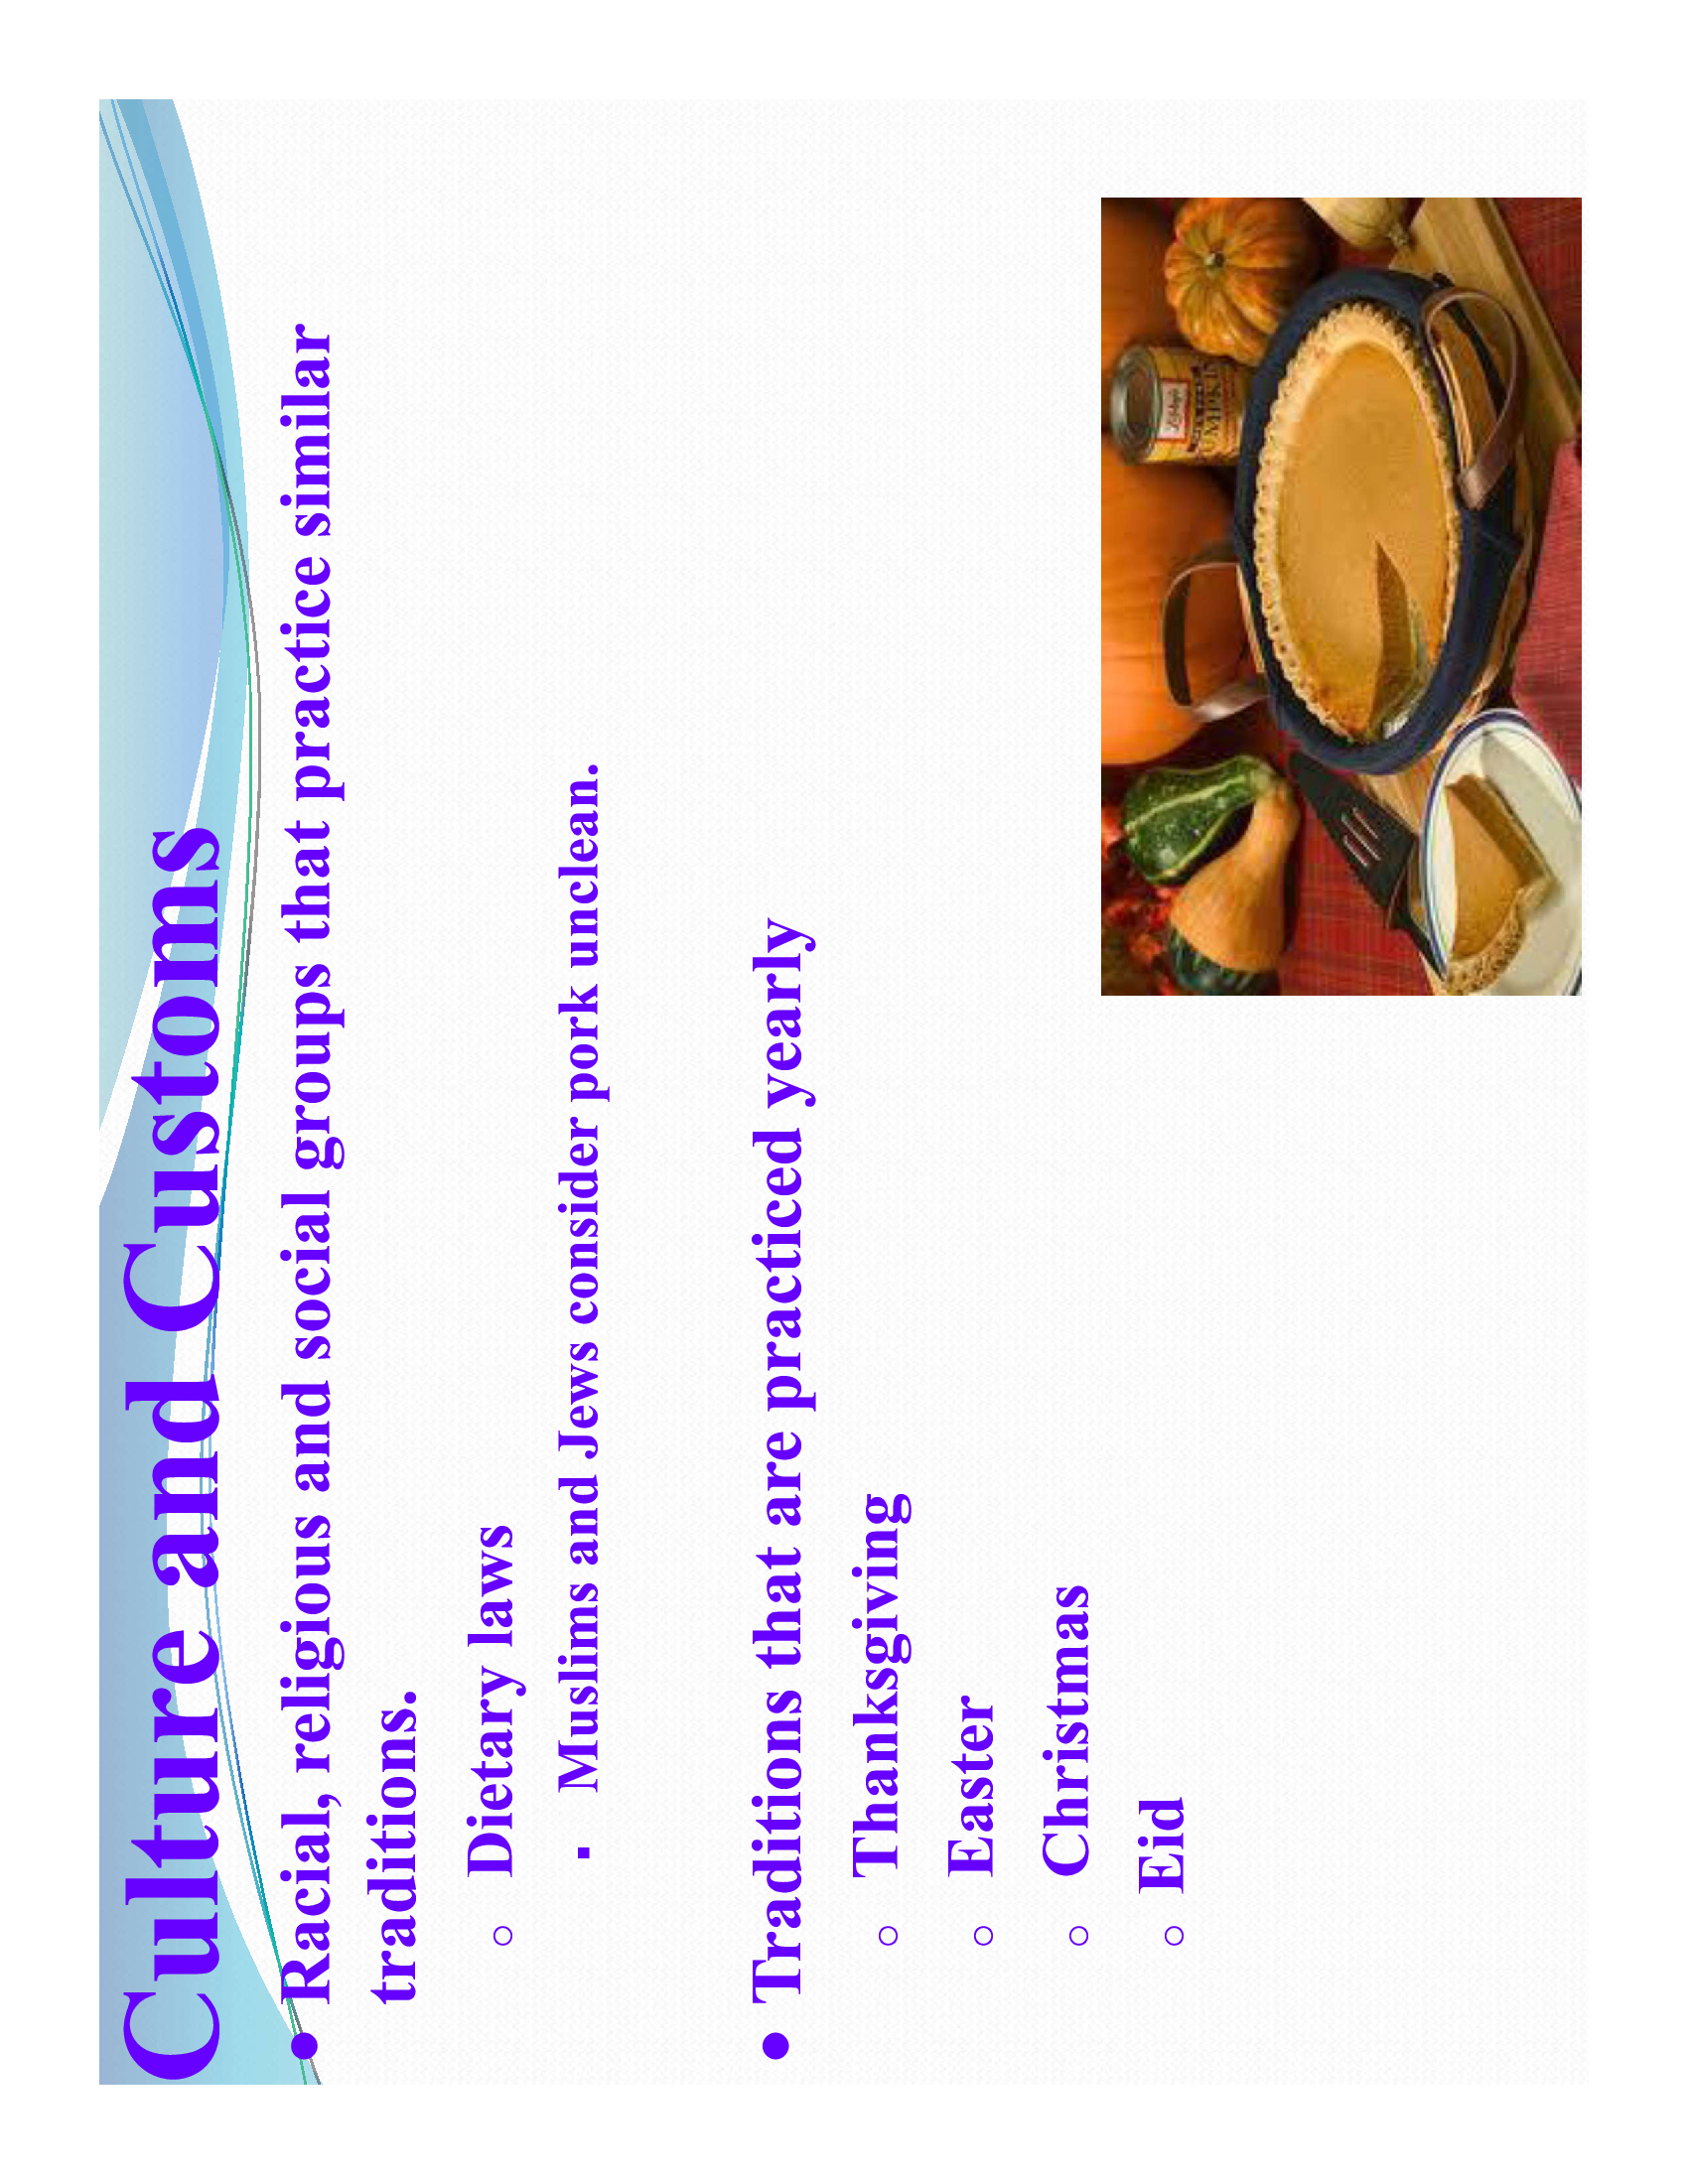 Culture and Customs
● Racial, religious and social groups that practice similar
traditions.
○ Dietary laws
▪ Muslims and Jews consider pork unclean.
● Traditions that are practiced yearly
○ Thanksgiving
○ Easter
○ Christmas
○ Eid
Libby's